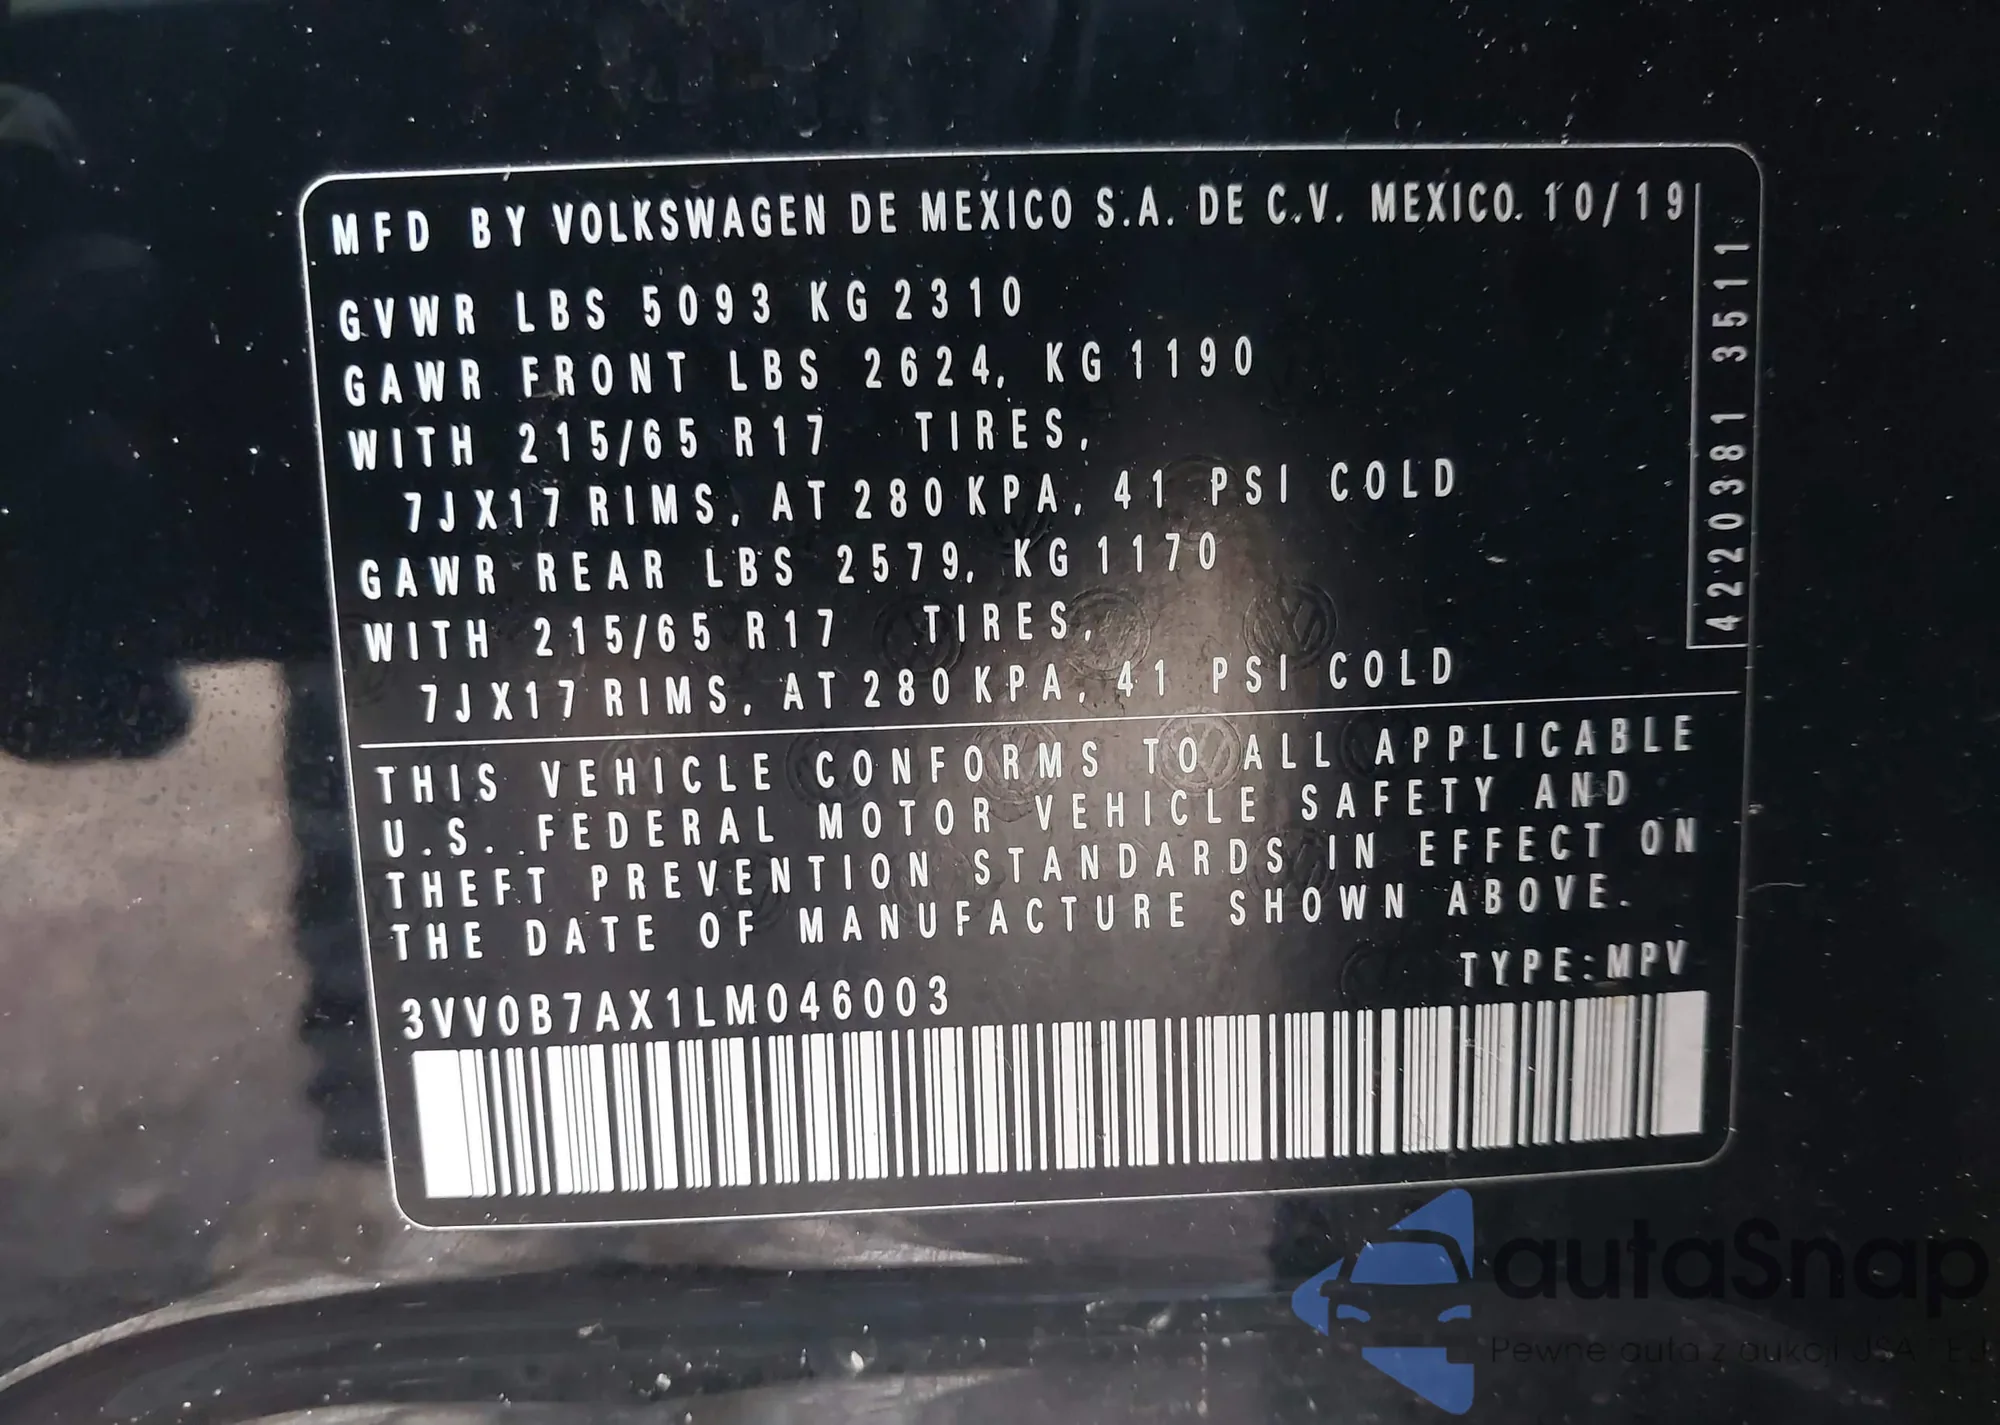 MFD BY VOLKSWAGEN DE MEXICO S.A. DE C.V. MEXICO. 10/19
GVWR LBS 5093 KG 2310
GAWR FRONT LBS 2624, KG 1190
WITH 215/65 R17 TIRES,
7JX17 RIMS, AT 280 KPA, 41 PSI COLD
GAWR REAR LBS 2579, KG 1170
WITH 215/65 R17 TIRES,
7JX17 RIMS, AT 280 KPA, 41 PSI COLD
4220381 3511
THIS VEHICLE CONFORMS TO ALL APPLICABLE
U.S. FEDERAL MOTOR VEHICLE SAFETY AND
THEFT PREVENTION STANDARDS IN EFFECT ON
THE DATE OF MANUFACTURE SHOWN ABOVE.
TYPE:MPV
3VV0B7AX1LM046003
autaSnap
Pewne auta z aukcji